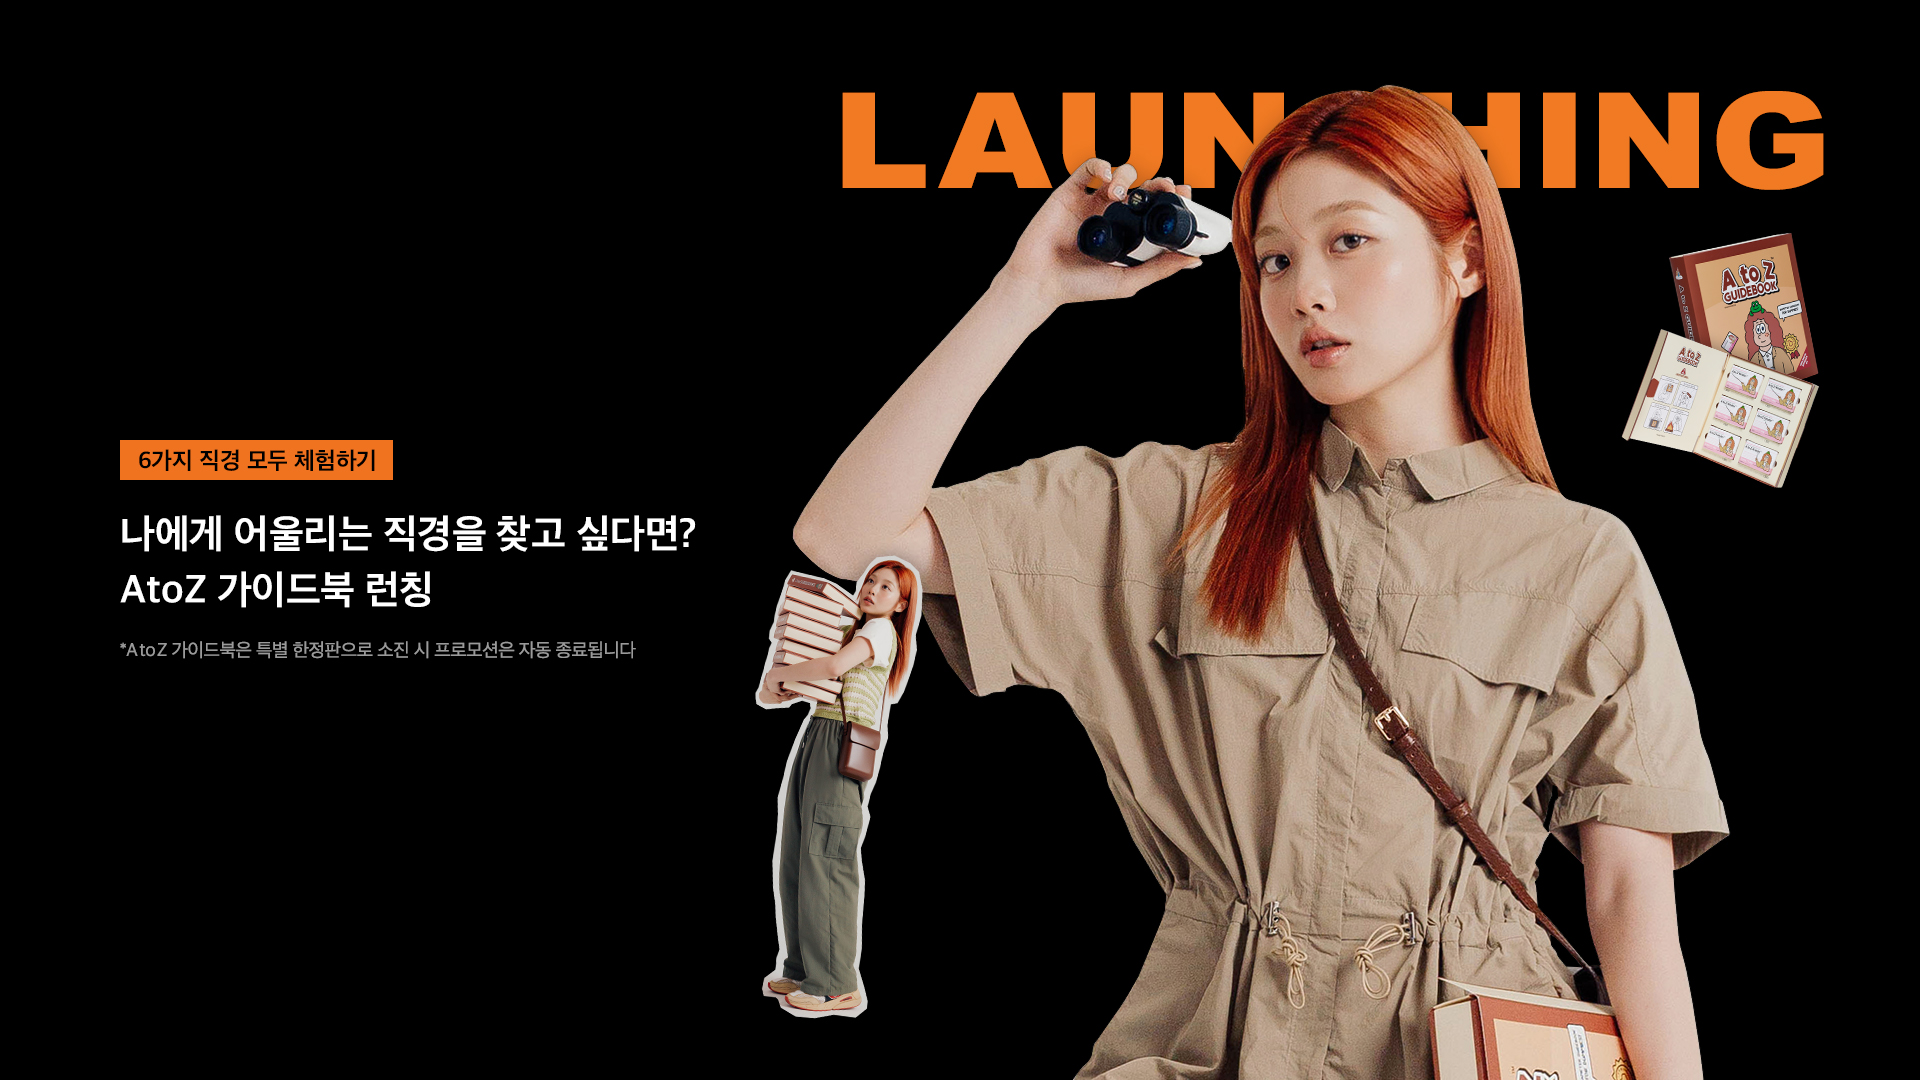 LAUNCHING
6가지 직경 모두 체험하기
나에게 어울리는 직경을 찾고 싶다면?
AtoZ 가이드북 런칭
*AtoZ 가이드북은 특별 한정판으로 소진 시 프로모션은 자동 종료됩니다
A to Z
GUIDEBOOK
A to Z